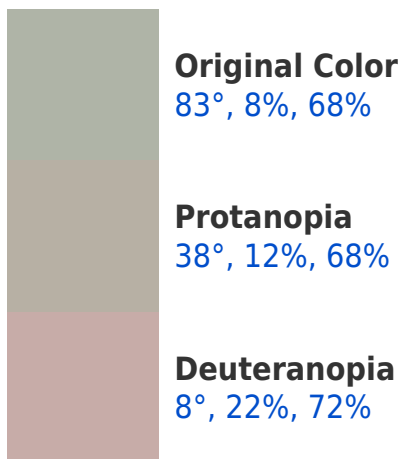 Original Color
83°, 8%, 68%
Protanopia
38°, 12%, 68%
Deuteranopia
8°, 22%, 72%